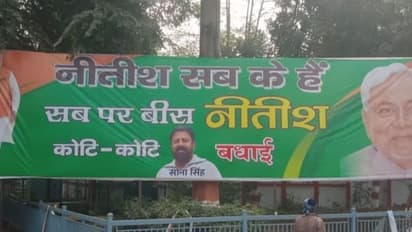 नीतीश सब के हैं
सब पर बीस नीतीश
कोटि-कोटि बधाई
सोना सिंह